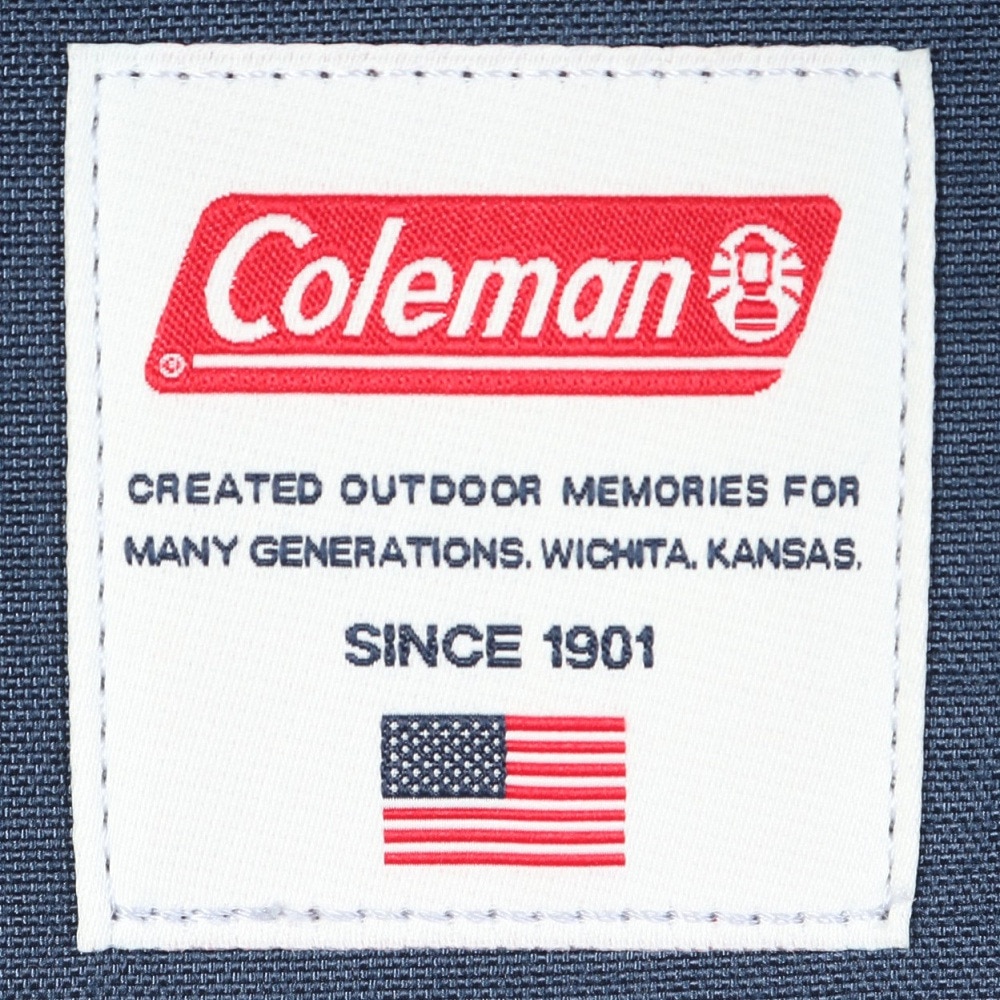 Coleman
®
CREATED OUTDOOR MEMORIES FOR
MANY GENERATIONS. WICHITA. KANSAS.
SINCE 1901